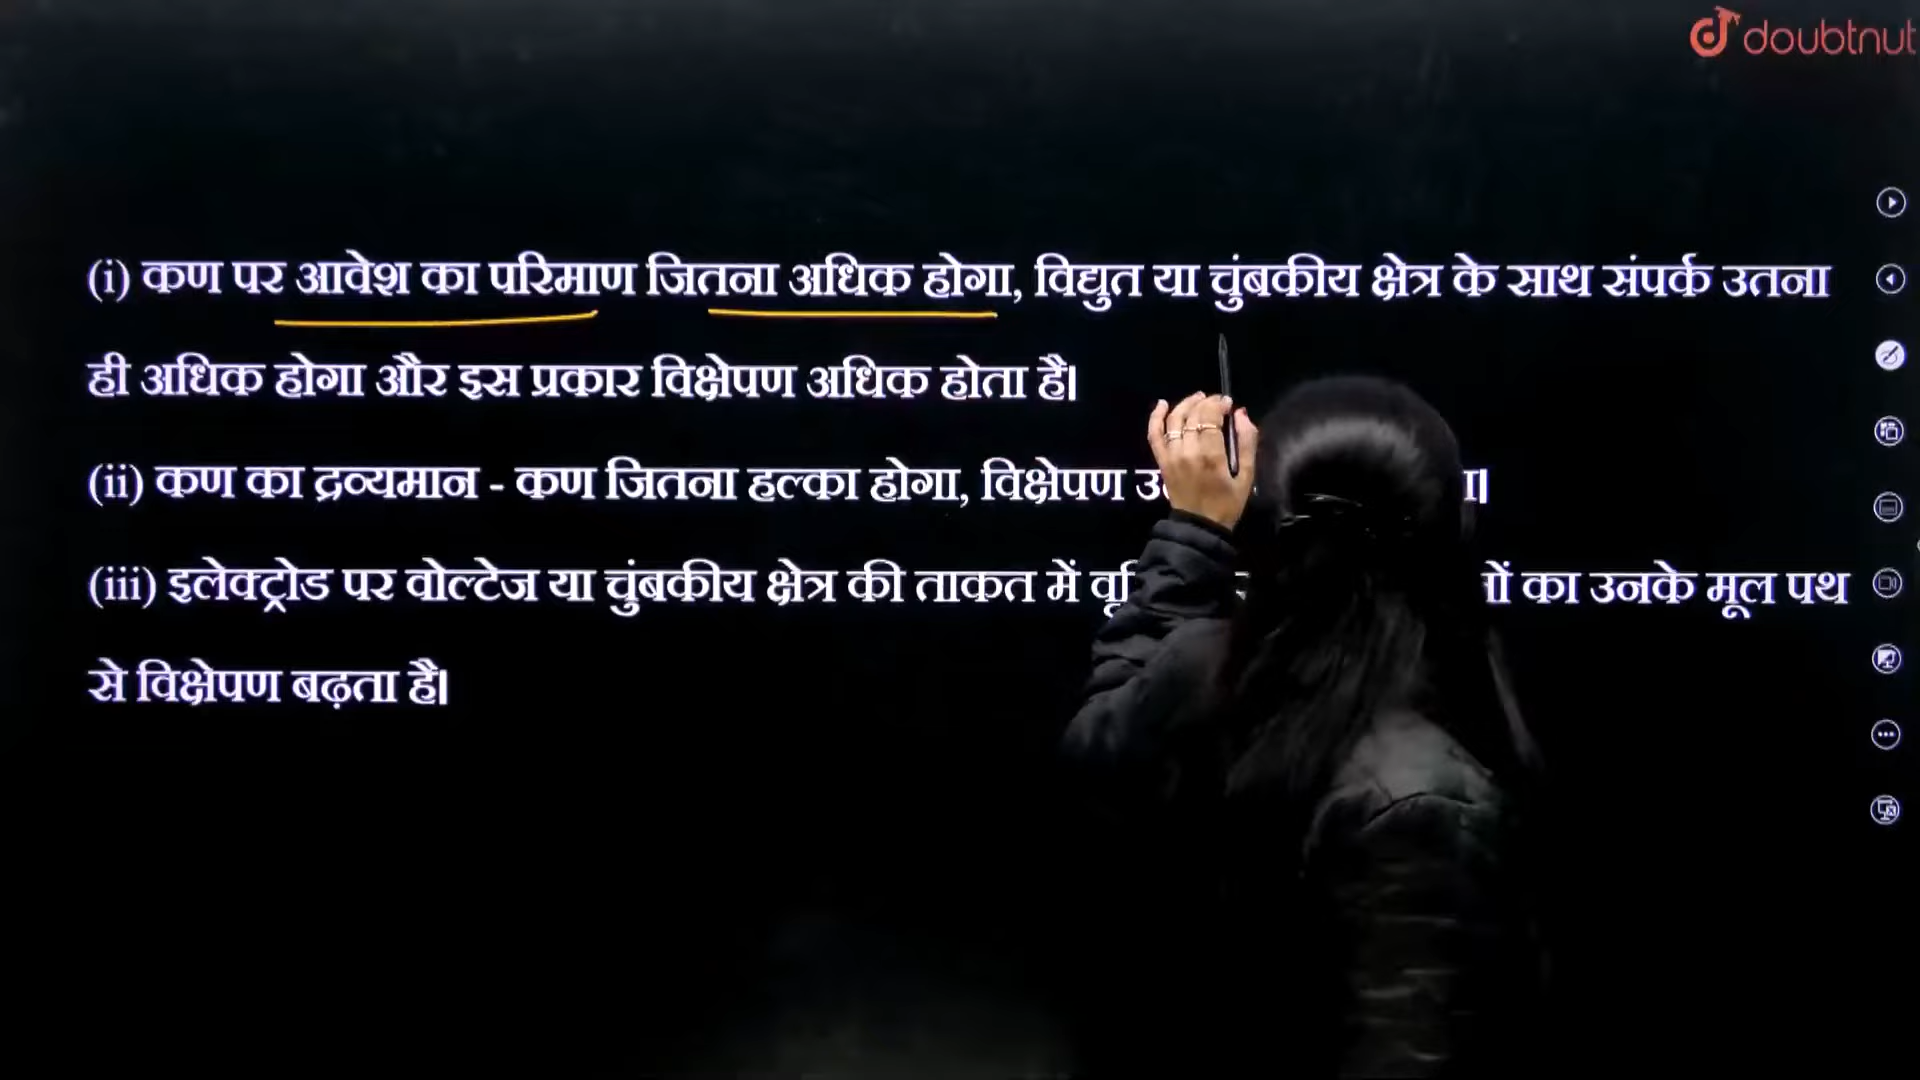 doubtnut
(i) कण पर आवेश का परिमाण जितना अधिक होगा, विद्युत या चुंबकीय क्षेत्र के साथ संपर्क उतना
ही अधिक होगा और इस प्रकार विक्षेपण अधिक होता है।
(ii) कण का द्रव्यमान - कण जितना हल्का होगा, विक्षेपण
(iii) इलेक्ट्रोड पर वोल्टेज या चुंबकीय क्षेत्र की ताकत में का उनके मूल पथ
से विक्षेपण बढ़ता है।